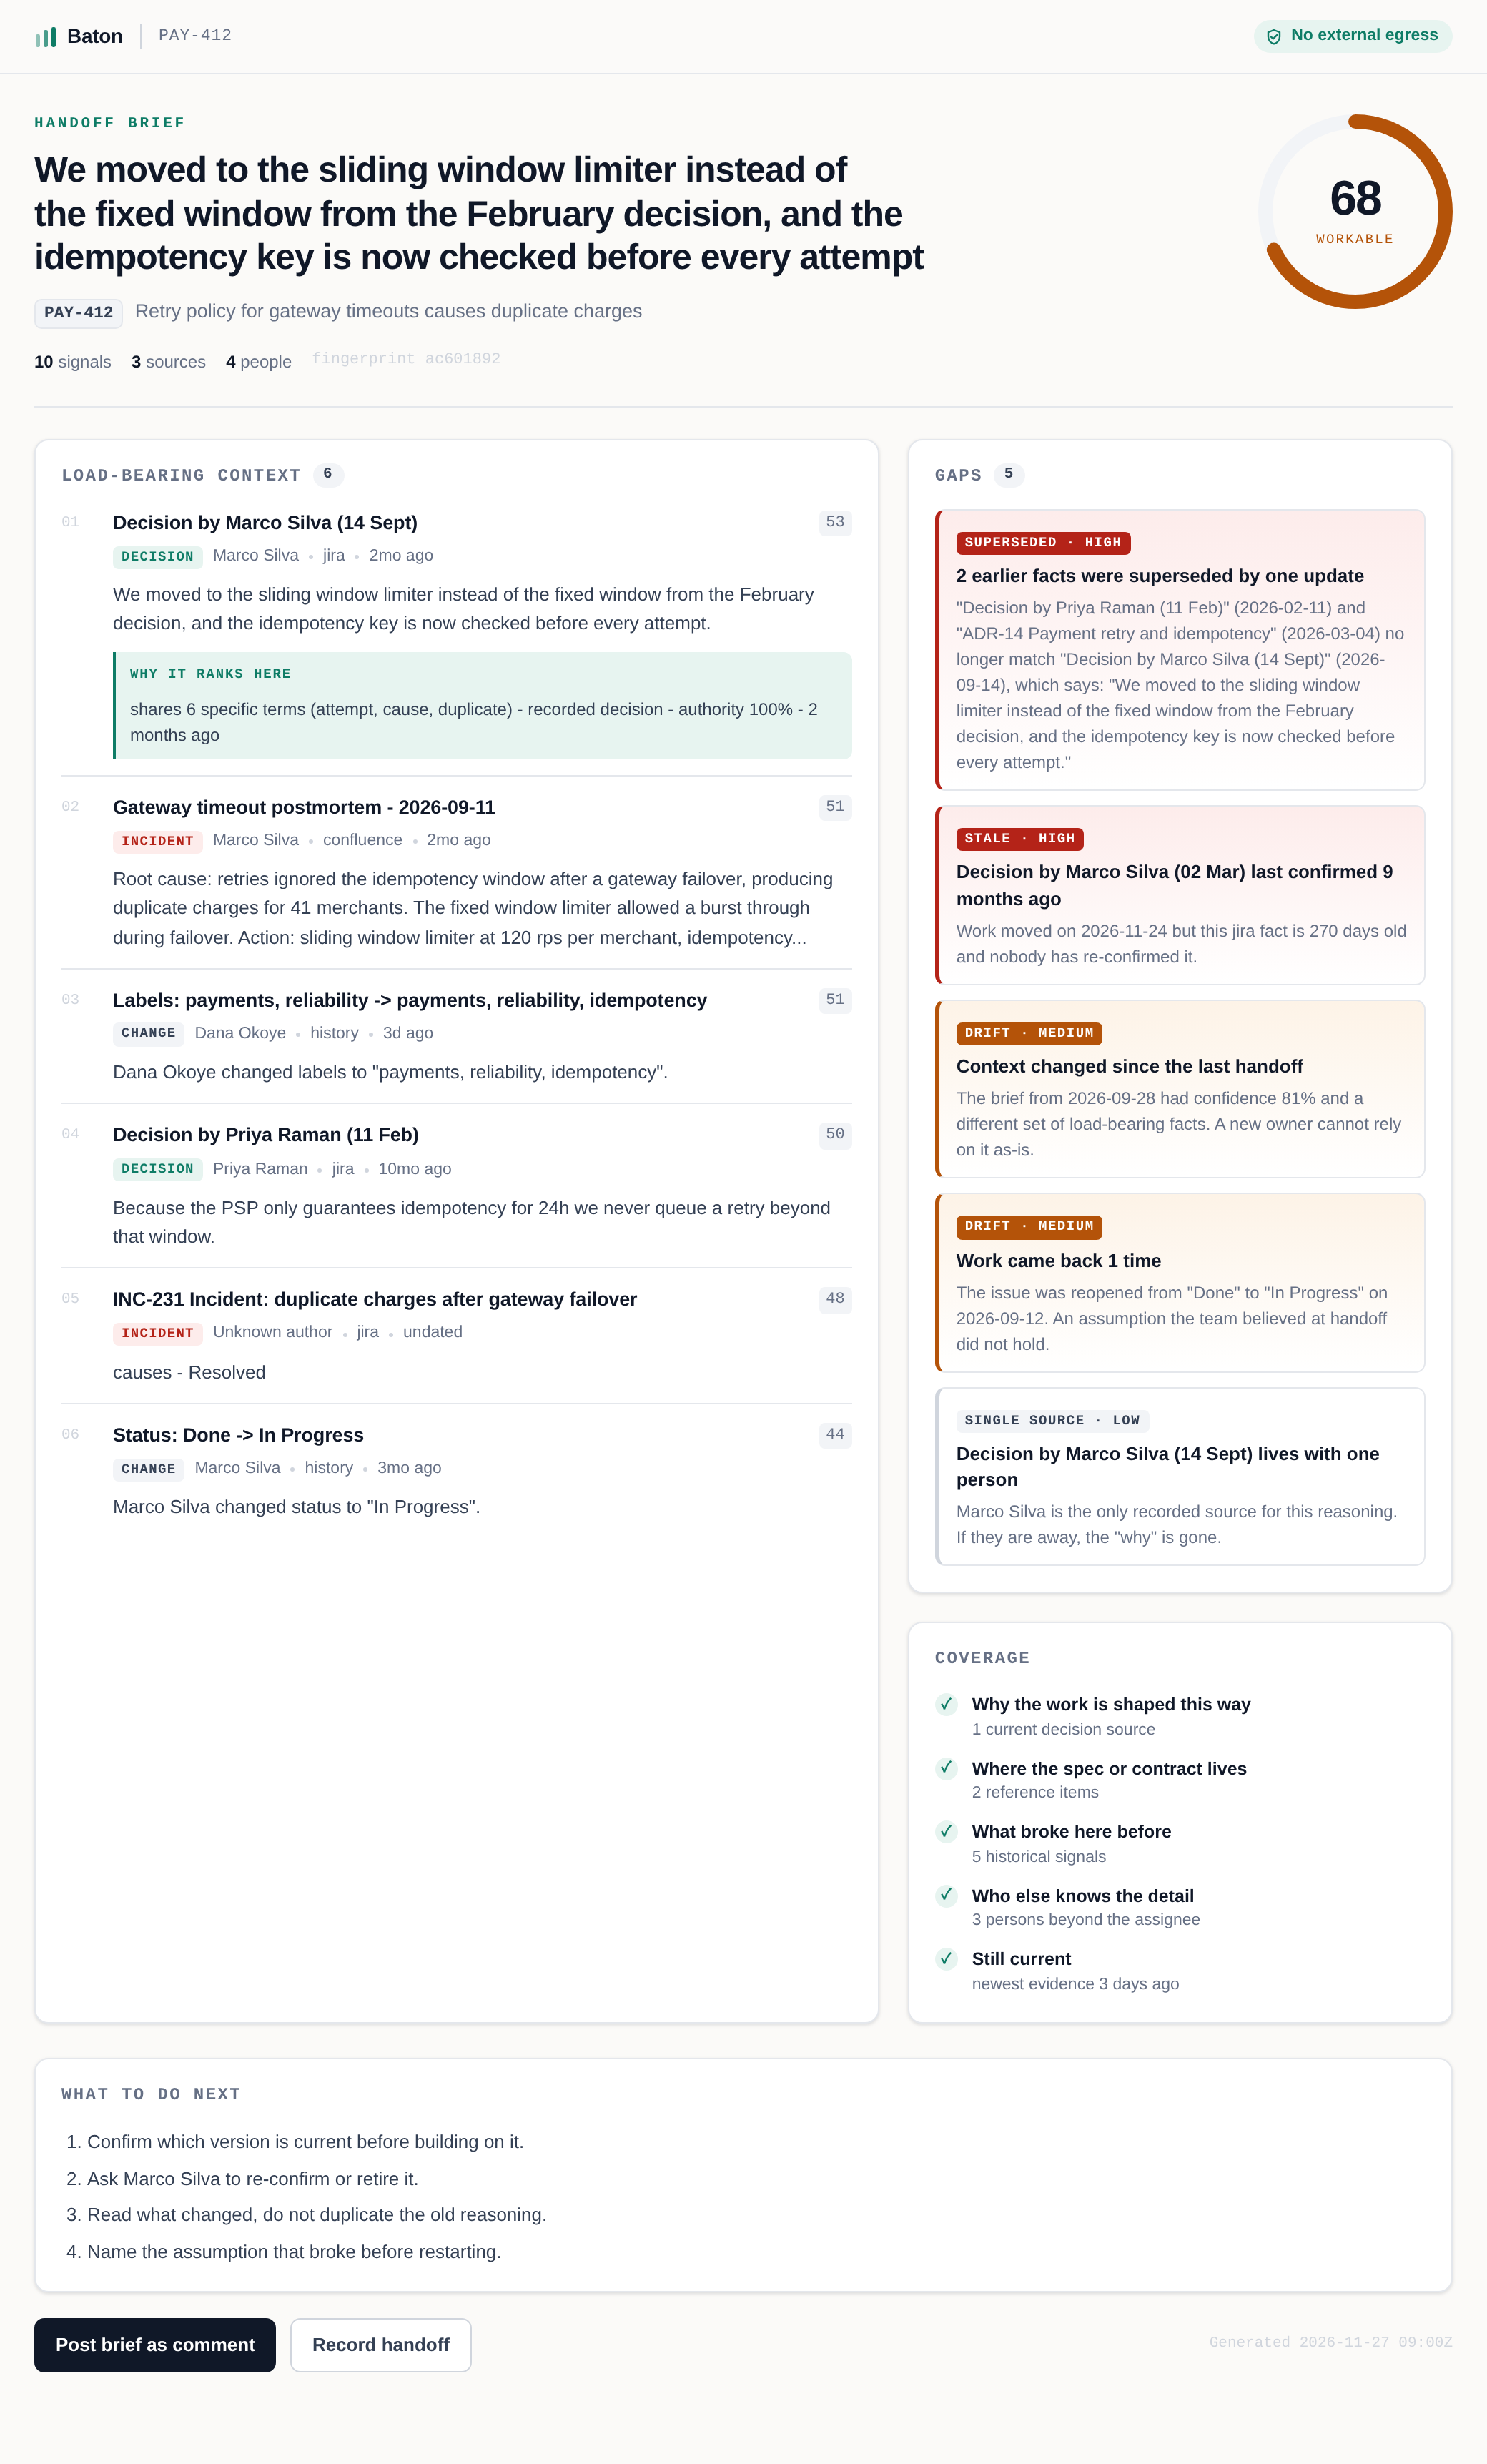 Baton
PAY-412
No external egress
HANDOFF BRIEF
We moved to the sliding window limiter instead of
the fixed window from the February decision, and the
idempotency key is now checked before every attempt
68
WORKABLE
PAY-412 Retry policy for gateway timeouts causes duplicate charges
10 signals 3 sources 4 people fingerprint ac601892
LOAD-BEARING CONTEXT 6
01 Decision by Marco Silva (14 Sept) 53
DECISION Marco Silva • jira • 2mo ago
We moved to the sliding window limiter instead of the fixed window from the February
decision, and the idempotency key is now checked before every attempt.
WHY IT RANKS HERE
shares 6 specific terms (attempt, cause, duplicate) - recorded decision - authority 100% - 2
months ago
02 Gateway timeout postmortem - 2026-09-11 51
INCIDENT Marco Silva • confluence • 2mo ago
Root cause: retries ignored the idempotency window after a gateway failover, producing
duplicate charges for 41 merchants. The fixed window limiter allowed a burst through
during failover. Action: sliding window limiter at 120 rps per merchant, idempotency...
03 Labels: payments, reliability -> payments, reliability, idempotency 51
CHANGE Dana Okoye • history • 3d ago
Dana Okoye changed labels to "payments, reliability, idempotency".
04 Decision by Priya Raman (11 Feb) 50
DECISION Priya Raman • jira • 10mo ago
Because the PSP only guarantees idempotency for 24h we never queue a retry beyond
that window.
05 INC-231 Incident: duplicate charges after gateway failover 48
INCIDENT Unknown author • jira • undated
causes - Resolved
06 Status: Done -> In Progress 44
CHANGE Marco Silva • history • 3mo ago
Marco Silva changed status to "In Progress".
GAPS 5
SUPERSEDED · HIGH
2 earlier facts were superseded by one update
"Decision by Priya Raman (11 Feb)" (2026-02-11) and
"ADR-14 Payment retry and idempotency" (2026-03-04) no
longer match "Decision by Marco Silva (14 Sept)" (2026-
09-14), which says: "We moved to the sliding window
limiter instead of the fixed window from the February
decision, and the idempotency key is now checked before
every attempt."
STALE · HIGH
Decision by Marco Silva (02 Mar) last confirmed 9
months ago
Work moved on 2026-11-24 but this jira fact is 270 days old
and nobody has re-confirmed it.
DRIFT · MEDIUM
Context changed since the last handoff
The brief from 2026-09-28 had confidence 81% and a
different set of load-bearing facts. A new owner cannot rely
on it as-is.
DRIFT · MEDIUM
Work came back 1 time
The issue was reopened from "Done" to "In Progress" on
2026-09-12. An assumption the team believed at handoff
did not hold.
SINGLE SOURCE · LOW
Decision by Marco Silva (14 Sept) lives with one
person
Marco Silva is the only recorded source for this reasoning.
If they are away, the "why" is gone.
COVERAGE
✓ Why the work is shaped this way
1 current decision source
✓ Where the spec or contract lives
2 reference items
✓ What broke here before
5 historical signals
✓ Who else knows the detail
3 persons beyond the assignee
✓ Still current
newest evidence 3 days ago
WHAT TO DO NEXT
1. Confirm which version is current before building on it.
2. Ask Marco Silva to re-confirm or retire it.
3. Read what changed, do not duplicate the old reasoning.
4. Name the assumption that broke before restarting.
Post brief as comment
Record handoff
Generated 2026-11-27 09:00Z